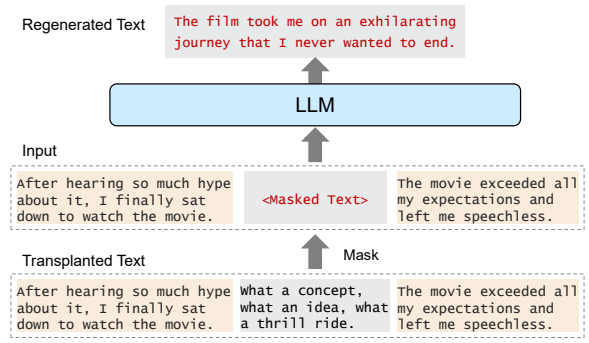 Regenerated Text
The film took me on an exhilarating
journey that I never wanted to end.
LLM
Input
After hearing so much hype
about it, I finally sat
down to watch the movie.
<Masked Text>
The movie exceeded all
my expectations and
left me speechless.
Transplanted Text
Mask
After hearing so much hype
about it, I finally sat
down to watch the movie.
What a concept,
what an idea, what
a thrill ride.
The movie exceeded all
my expectations and
left me speechless.